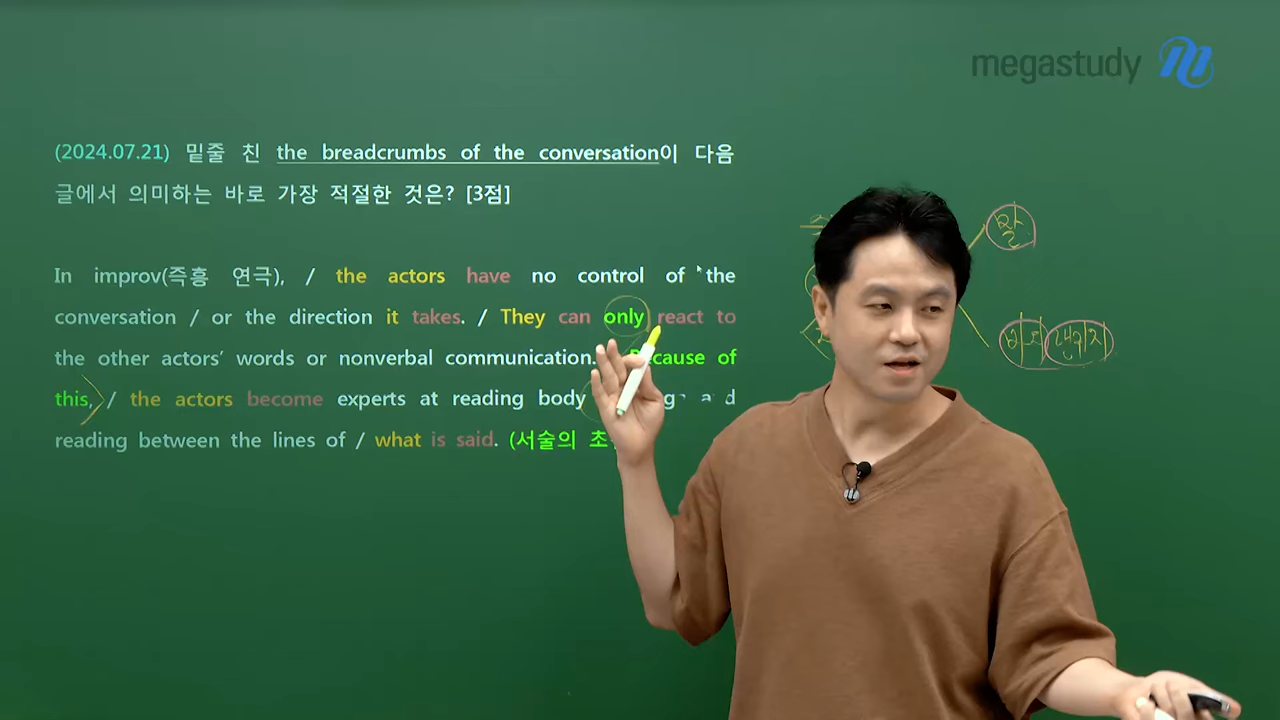 megastudy
(2024.07.21) 밑줄 친 the breadcrumbs of the conversation이 다음
글에서 의미하는 바로 가장 적절한 것은? [3점]
In improv(즉흥 연극), / the actors have no control of the
conversation / or the direction it takes. / They can only react to
the other actors' words or nonverbal communication. Because of
this, / the actors become experts at reading body and
reading between the lines of / what is said. (서술의 초
말
비언